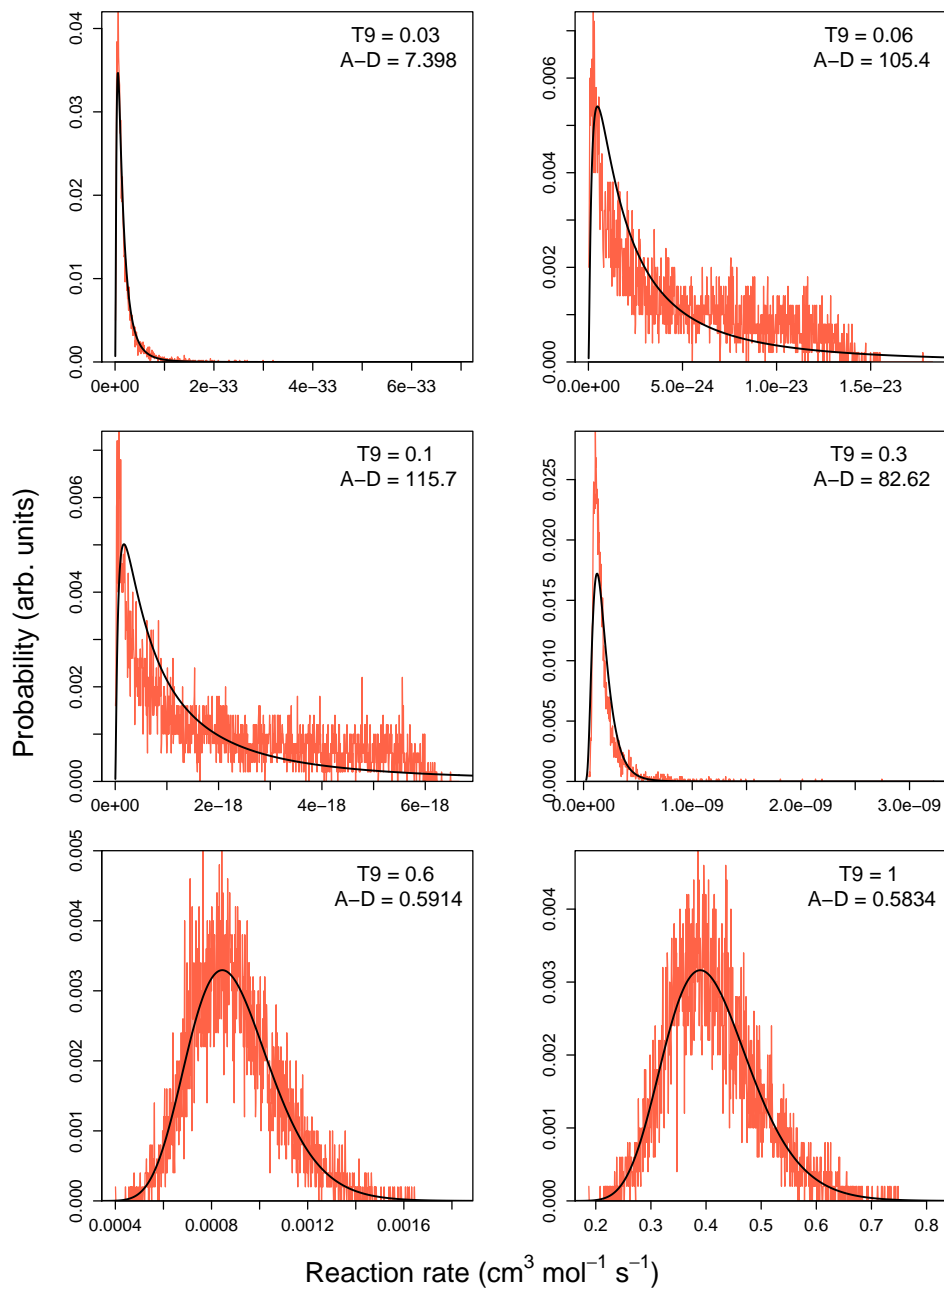 T9 = 0.03
A−D = 7.398
0.00
0.01
0.02
0.03
0.04
0e+00
2e−33
4e−33
6e−33
T9 = 0.06
A−D = 105.4
0.000
0.002
0.004
0.006
0.0e+00
5.0e−24
1.0e−23
1.5e−23
T9 = 0.1
A−D = 115.7
0.000
0.002
0.004
0.006
0e+00
2e−18
4e−18
6e−18
T9 = 0.3
A−D = 82.62
0.000
0.005
0.010
0.015
0.020
0.025
0.0e+00
1.0e−09
2.0e−09
3.0e−09
T9 = 0.6
A−D = 0.5914
0.000
0.001
0.002
0.003
0.004
0.005
0.0004
0.0008
0.0012
0.0016
T9 = 1
A−D = 0.5834
0.000
0.001
0.002
0.003
0.004
0.2
0.3
0.4
0.5
0.6
0.7
0.8
Probability (arb. units)
Reaction rate (cm³ mol⁻¹ s⁻¹)